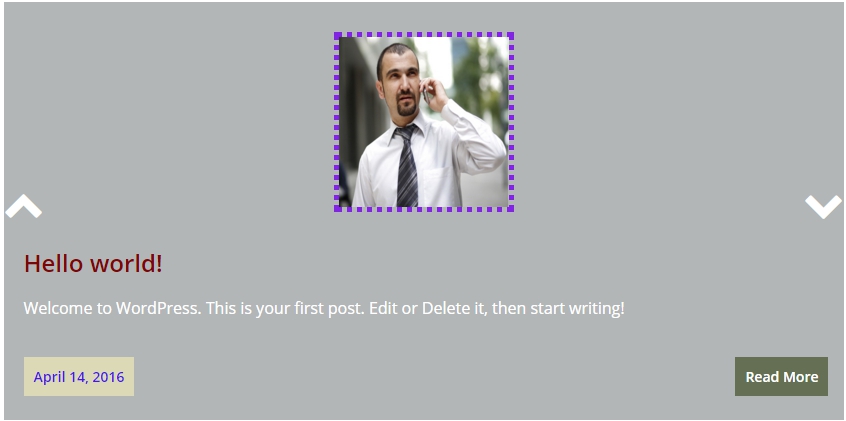 Hello world!
Welcome to WordPress. This is your first post. Edit or Delete it, then start writing!
April 14, 2016
Read More